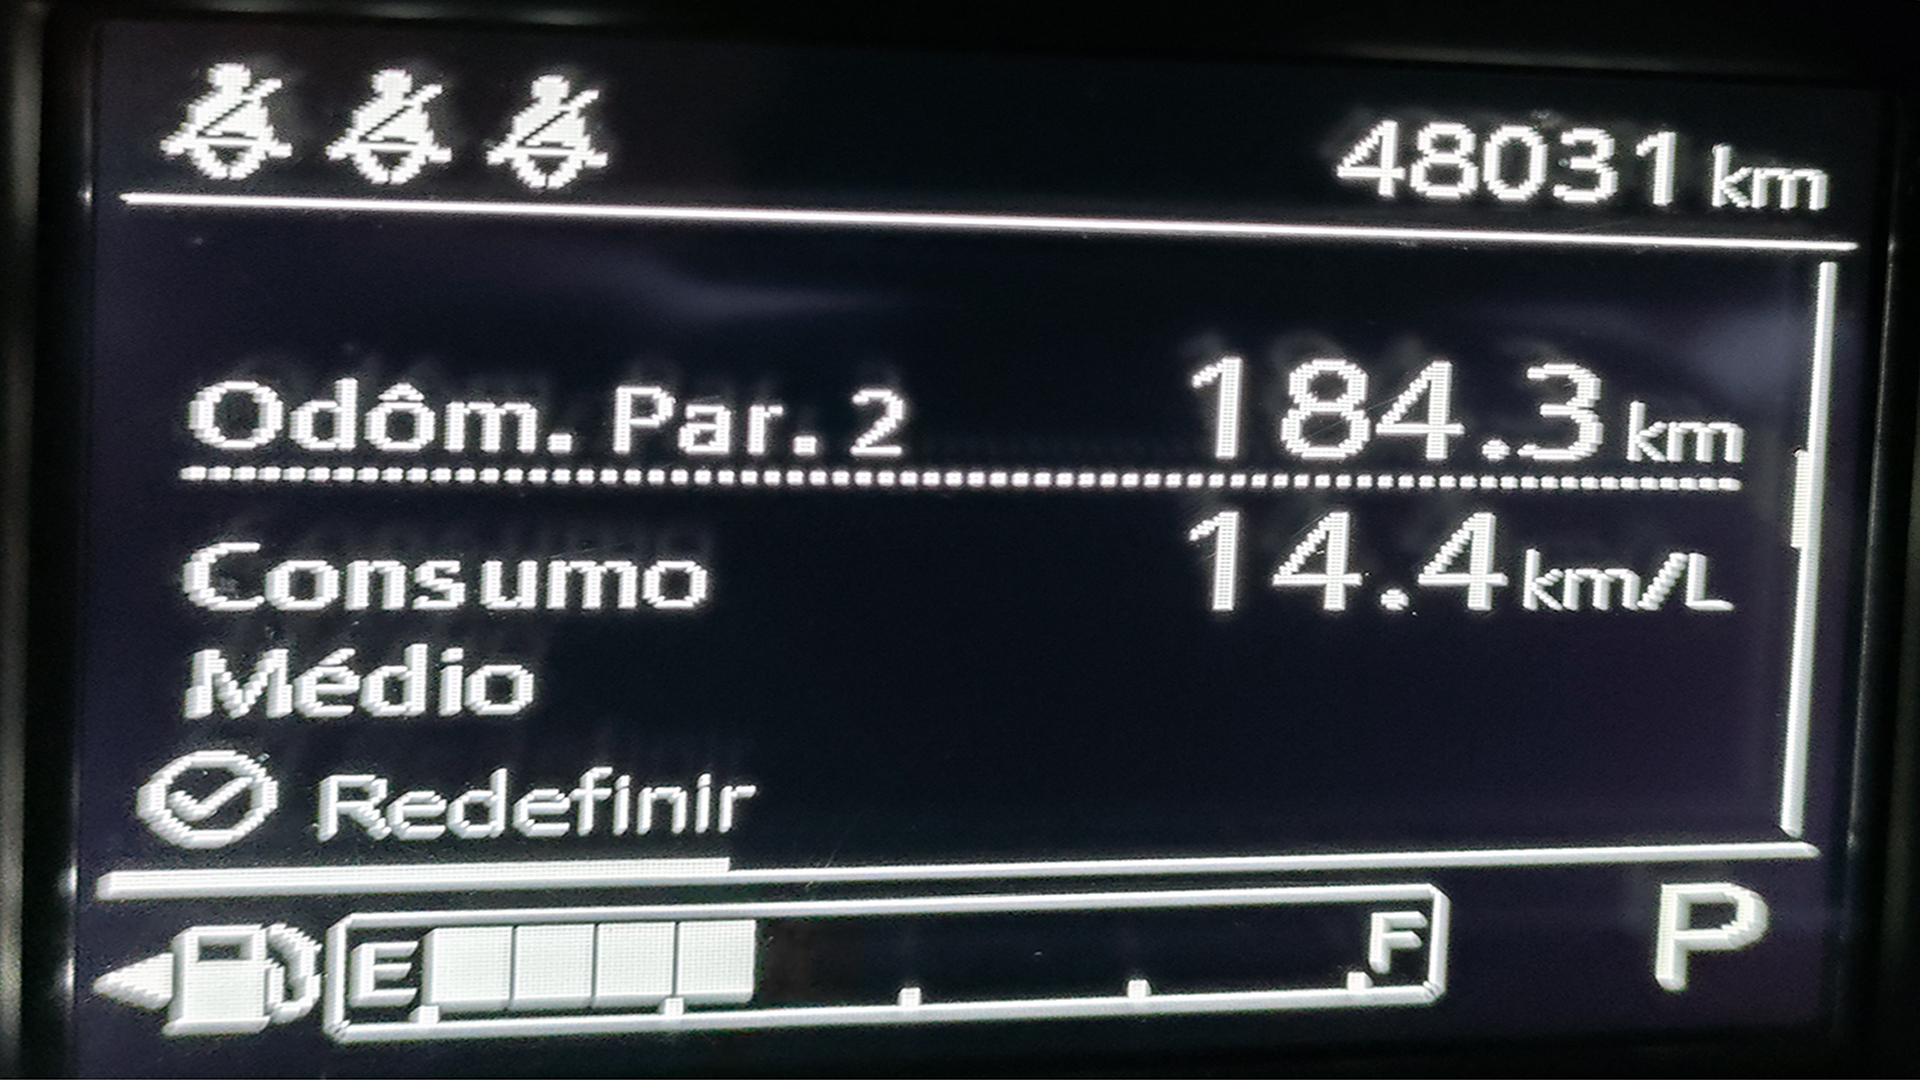 48031 km
Odôm. Par. 2 184.3 km
Consumo 14.4 km/L
Médio
Redefinir
E F P